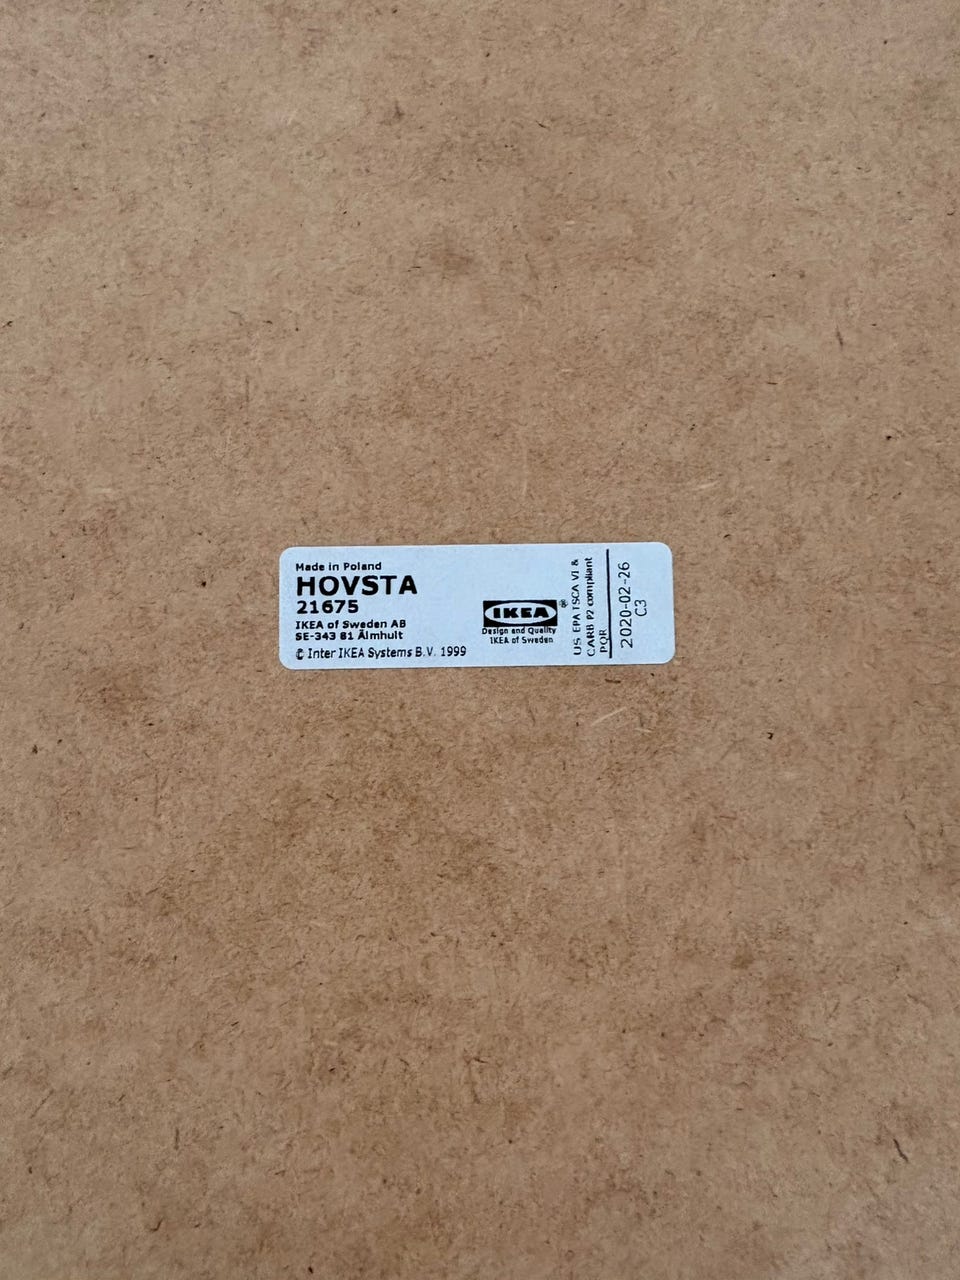 Made in Poland
HOVSTA
21675
IKEA of Sweden AB
SE-343 81 Älmhult
© Inter IKEA Systems B.V. 1999
IKEA®
Design and Quality
IKEA of Sweden
US EPA TSCA VI &
CARB P2 compliant
PQR
2020-02-26
C3